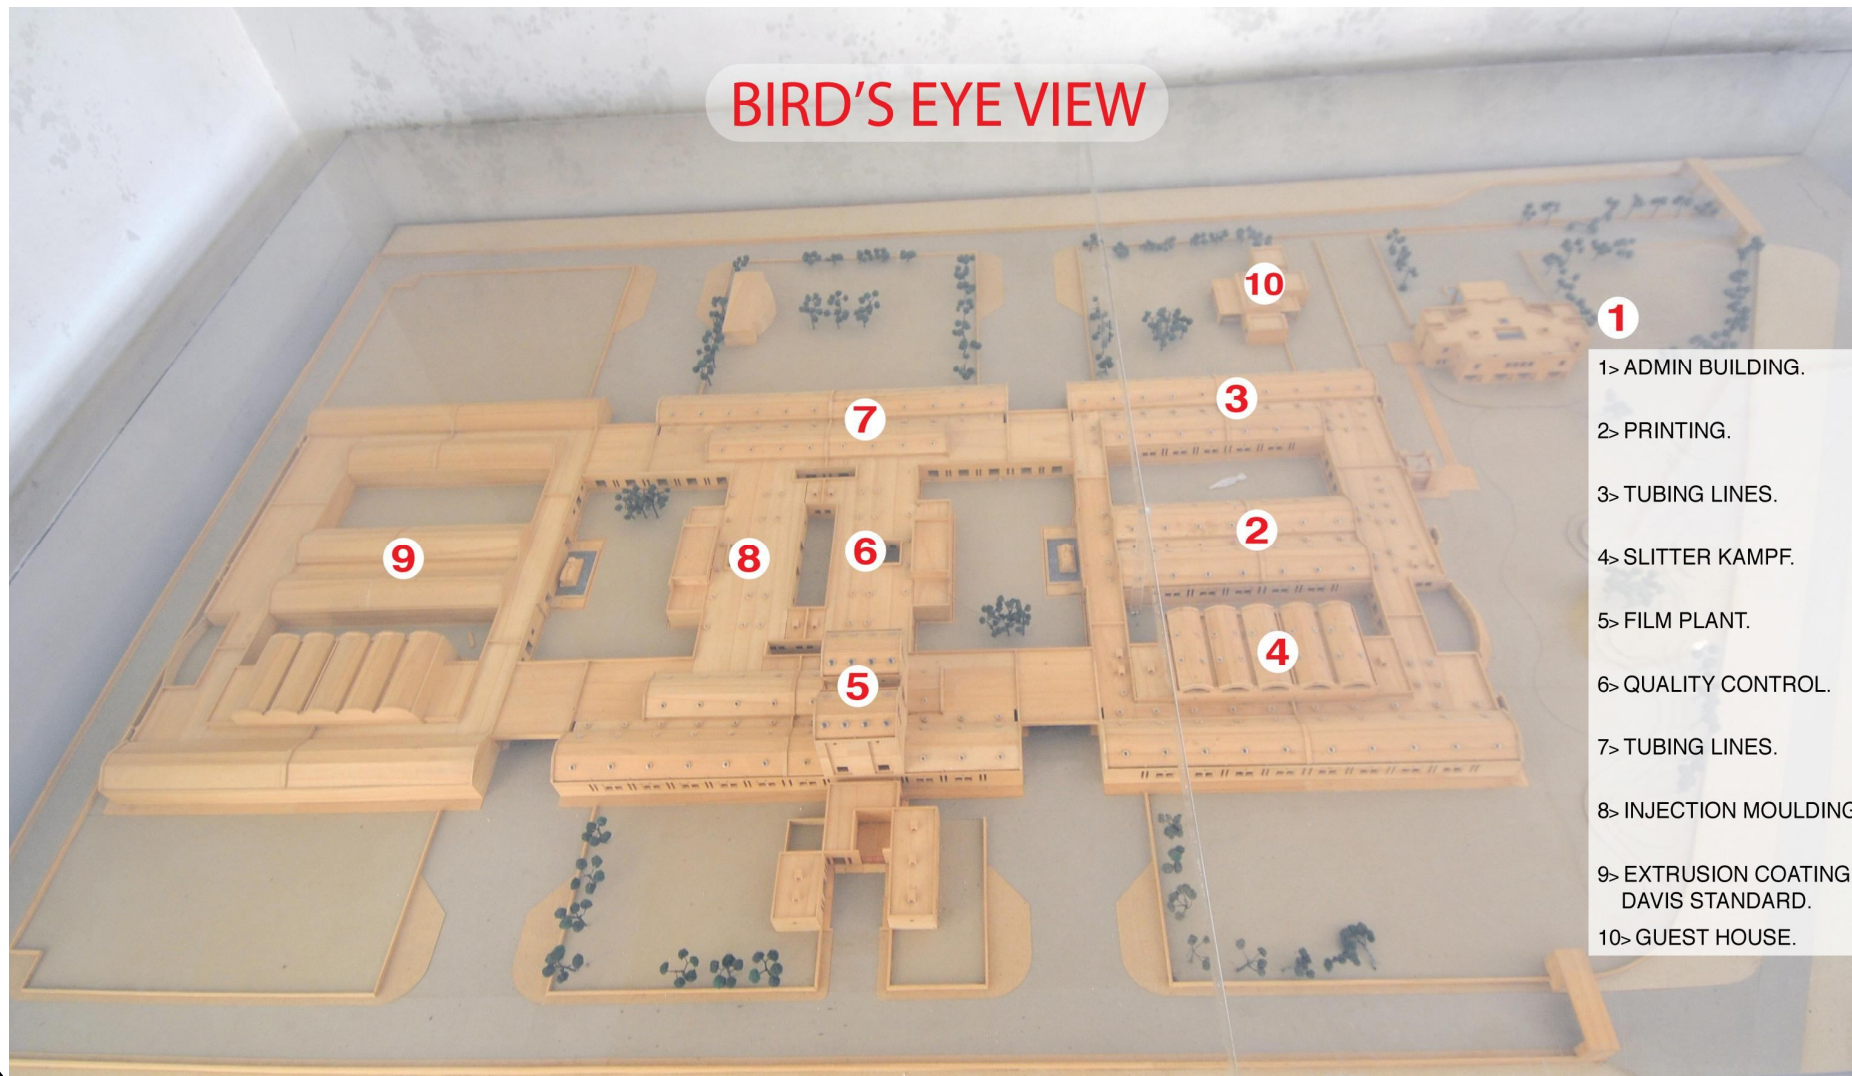 BIRD'S EYE VIEW
10
1
3
7
2
9
8
6
4
5
1> ADMIN BUILDING.
2> PRINTING.
3> TUBING LINES.
4> SLITTER KAMPF.
5> FILM PLANT.
6> QUALITY CONTROL.
7> TUBING LINES.
8> INJECTION MOULDING
9> EXTRUSION COATING
DAVIS STANDARD.
10> GUEST HOUSE.